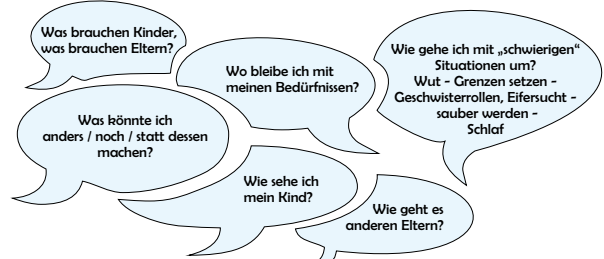 Was brauchen Kinder,
was brauchen Eltern?
Wo bleibe ich mit
meinen Bedürfnissen?
Wie gehe ich mit „schwierigen“
Situationen um?
Wut - Grenzen setzen -
Geschwisterrollen, Eifersucht -
sauber werden -
Schlaf
Was könnte ich
anders / noch / statt dessen
machen?
Wie sehe ich
mein Kind?
Wie geht es
anderen Eltern?